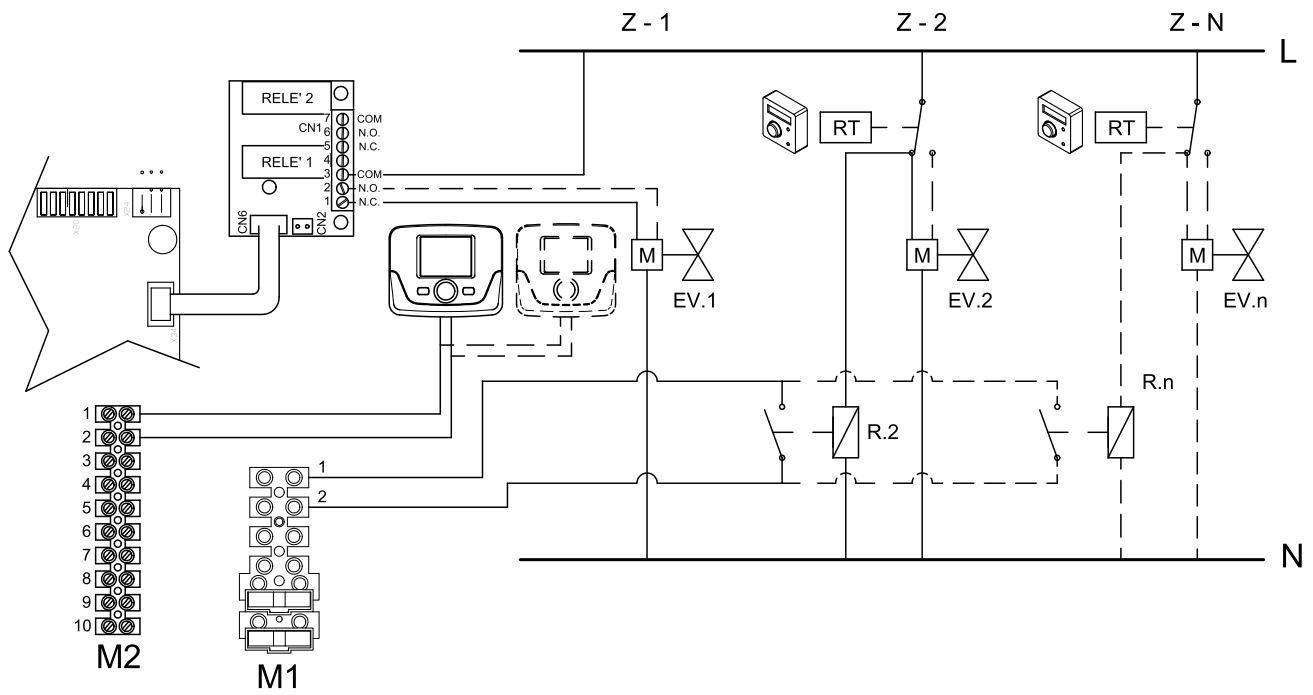 Z - 1
Z - 2
Z - N
L
RELE' 2
CN1
7 COM
6 N.O.
5 N.C.
4
RELE' 1
3 COM
2 N.O.
1 N.C.
CN6
CN2
X20
X24
RT
RT
M
EV.1
M
EV.2
M
EV.n
R.2
R.n
1
2
3
4
5
6
7
8
9
10
M2
1
2
M1
N